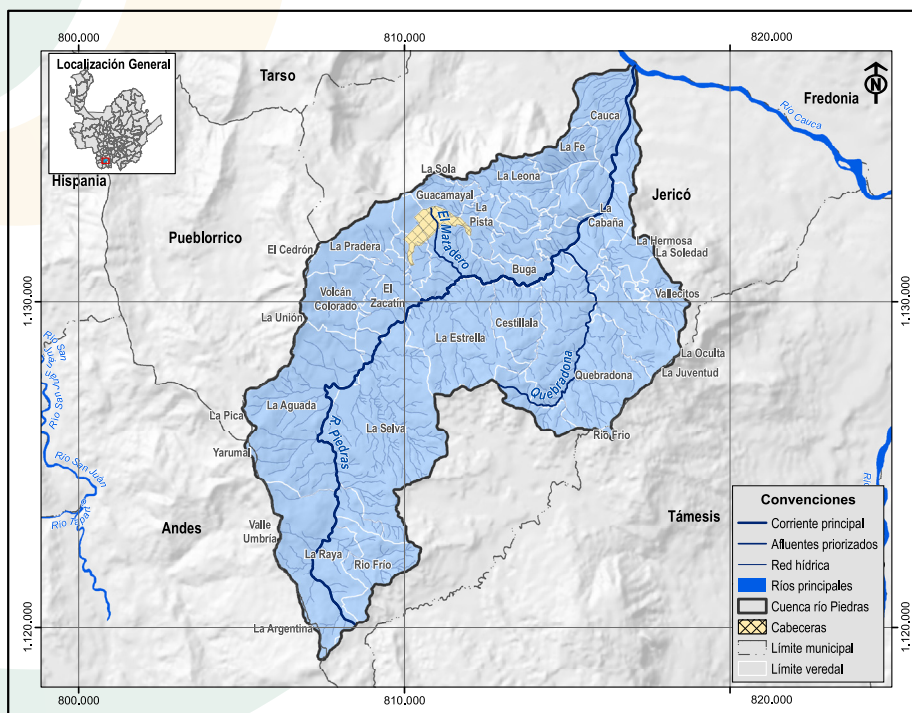 800.000
810.000
820.000
Localización General
Tarso
Fredonia
Río Cauca
N
Hispania
Cauca
La Fe
La Sola
La Leona
Guacamayal
Jericó
La
Pista
La
Cabaña
El Matadero
Pueblorrico
El Cedrón
La Pradera
La Hermosa
La Soledad
Buga
Volcán
Colorado
El
Zacatín
Vallecitos
1.130.000
1.130.000
La Unión
Cestillala
La Estrella
La Oculta
La Juventud
Quebradona
Quebradona
Río San
Juan
Río San Juan
La Aguada
La Pica
R. Piedras
La Selva
Río Frío
Yarumal
Río San Juán
Río
Río Tapartó
Andes
Valle
Umbría
Támesis
La Raya
Río Frío
La Argentina
1.120.000
1.120.000
Convenciones
Corriente principal
Afluentes priorizados
Red hídrica
Ríos principales
Cuenca río Piedras
Cabeceras
Límite municipal
Límite veredal
800.000
810.000
820.000